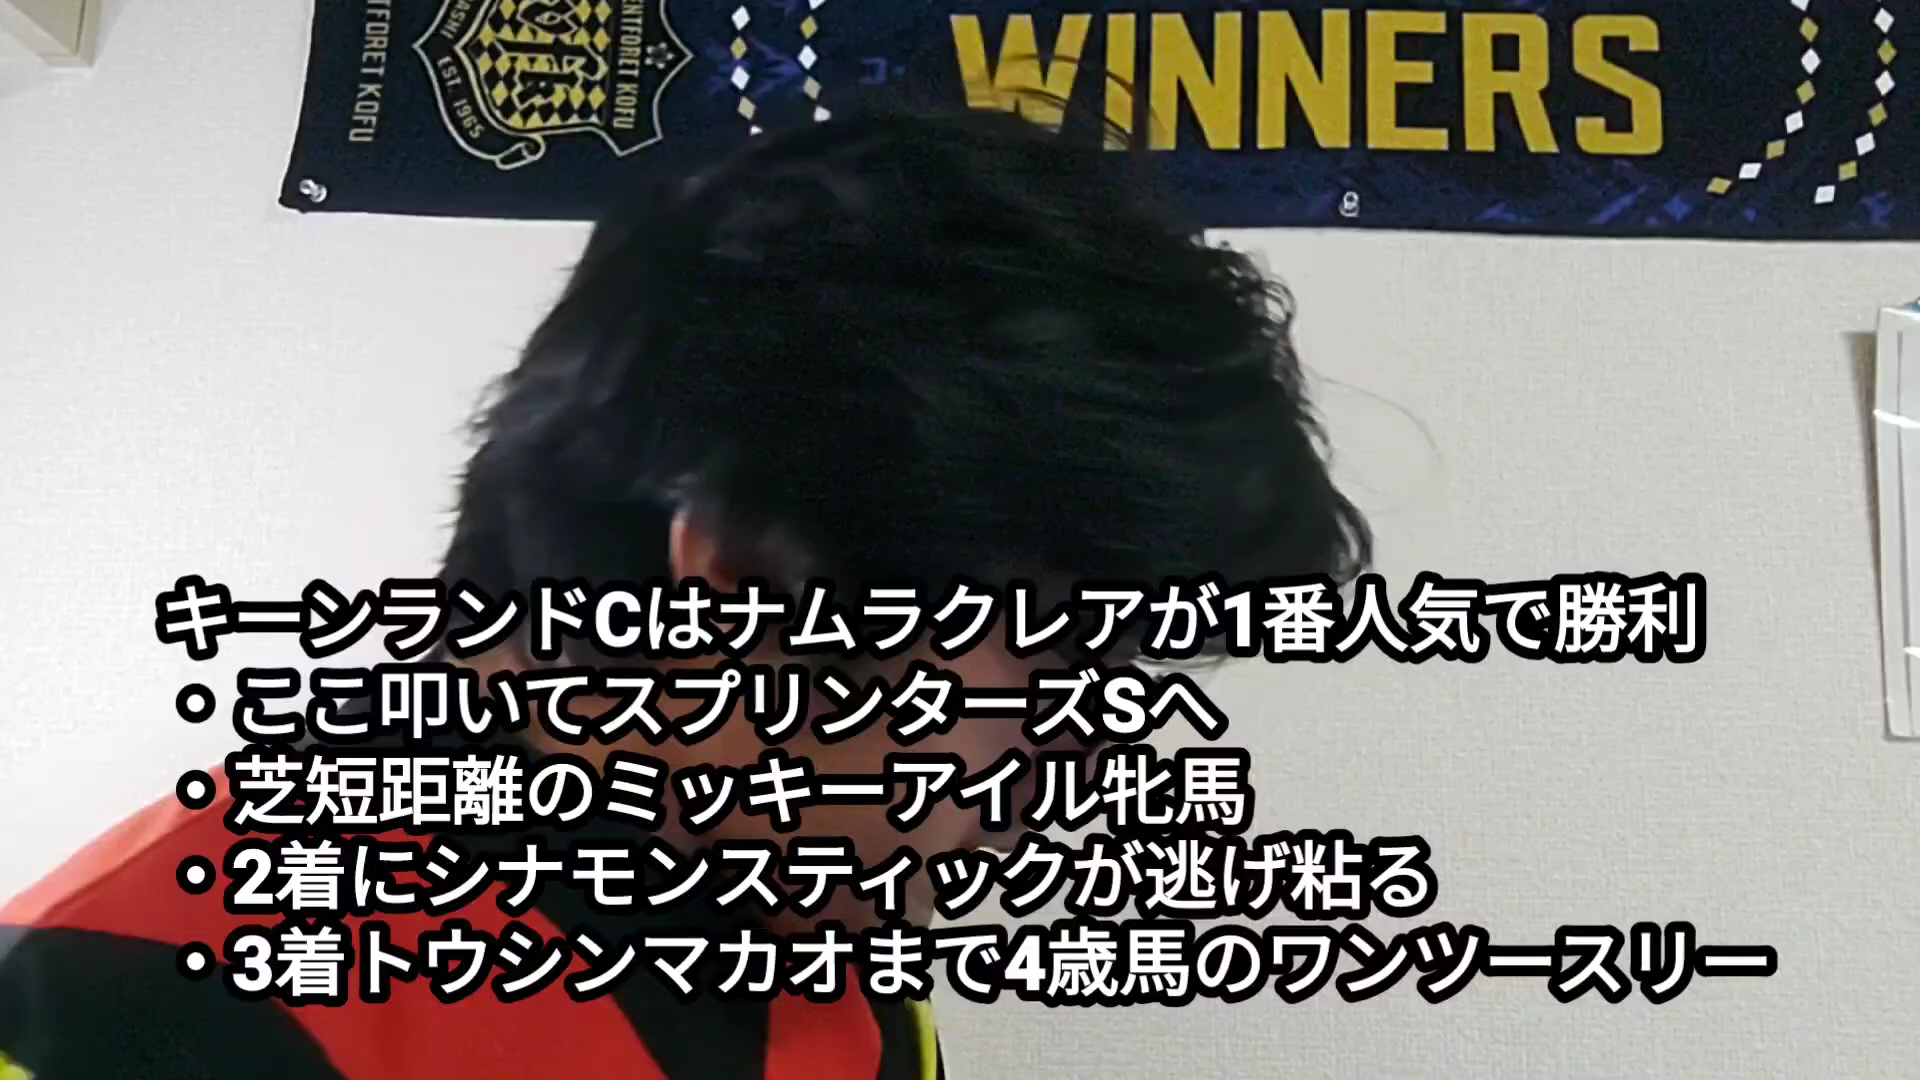 WINNERS
NTFORET KOFU
ENTFORET KOFU
EST. 1965
キーンランドCはナムラクレアが1番人気で勝利
・ここ叩いてスプリンターズSへ
・芝短距離のミッキーアイル牝馬
・2着にシナモンスティックが逃げ粘る
・3着トウシンマカオまで4歳馬のワンツースリー